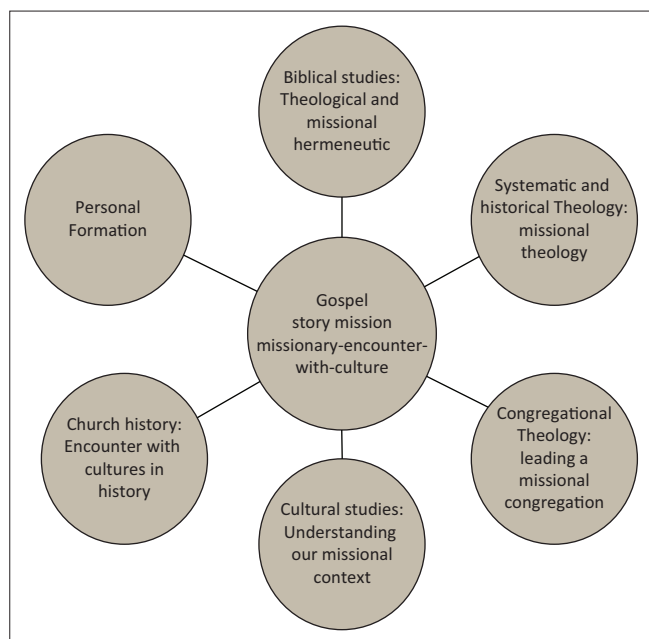 Biblical studies:
Theological and
missional
hermeneutic
Personal
Formation
Systematic and
historical Theology:
missional
theology
Gospel
story mission
missionary-encounter-
with-culture
Church history:
Encounter with
cultures in
history
Congregational
Theology:
leading a
missional
congregation
Cultural studies:
Understanding
our missional
context